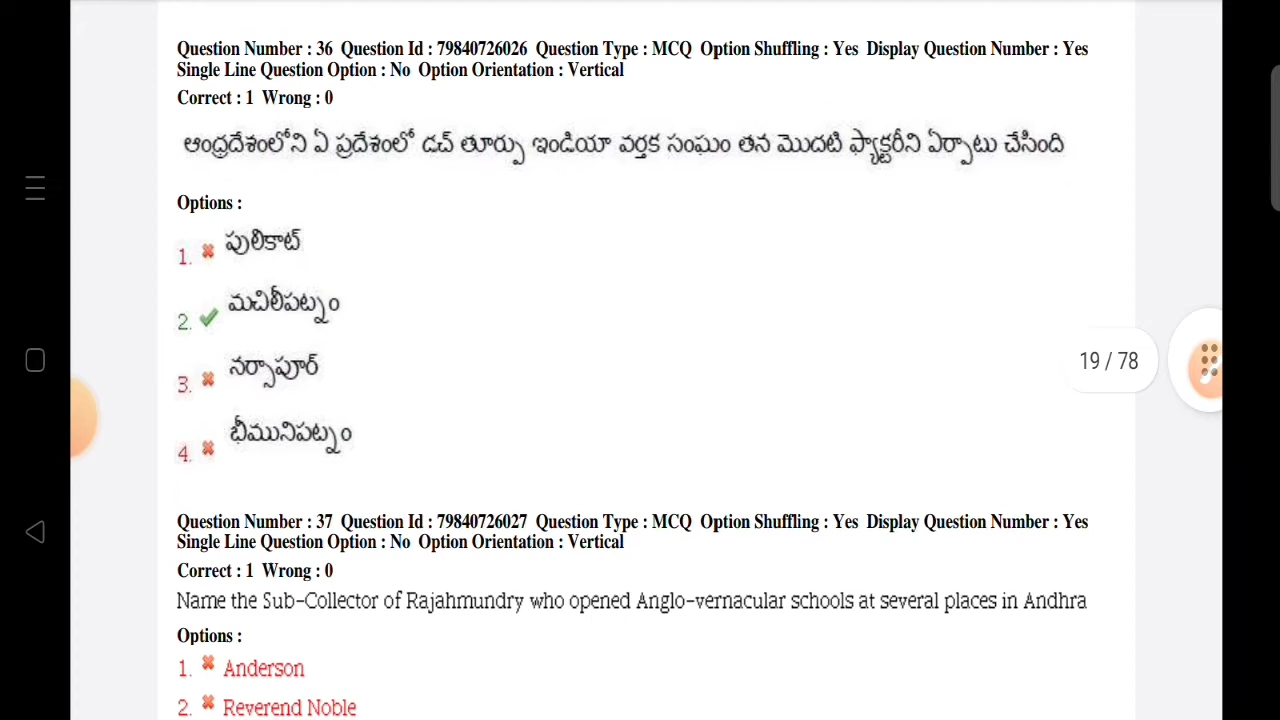 Question Number : 36 Question Id : 79840726026 Question Type : MCQ Option Shuffling : Yes Display Question Number : Yes
Single Line Question Option : No Option Orientation : Vertical
Correct : 1 Wrong : 0
ఆంధ్రదేశంలోని ఏ ప్రదేశంలో డచ్ తూర్పు ఇండియా వర్తక సంఘం తన మొదటి ఫ్యాక్టరీని ఏర్పాటు చేసింది
Options :
1. పులికాట్
2. మచిలీపట్నం
19 / 78
3. నర్సాపూర్
4. భీమునిపట్నం
Question Number : 37 Question Id : 79840726027 Question Type : MCQ Option Shuffling : Yes Display Question Number : Yes
Single Line Question Option : No Option Orientation : Vertical
Correct : 1 Wrong : 0
Name the Sub-Collector of Rajahmundry who opened Anglo-vernacular schools at several places in Andhra
Options :
1. Anderson
2. Reverend Noble